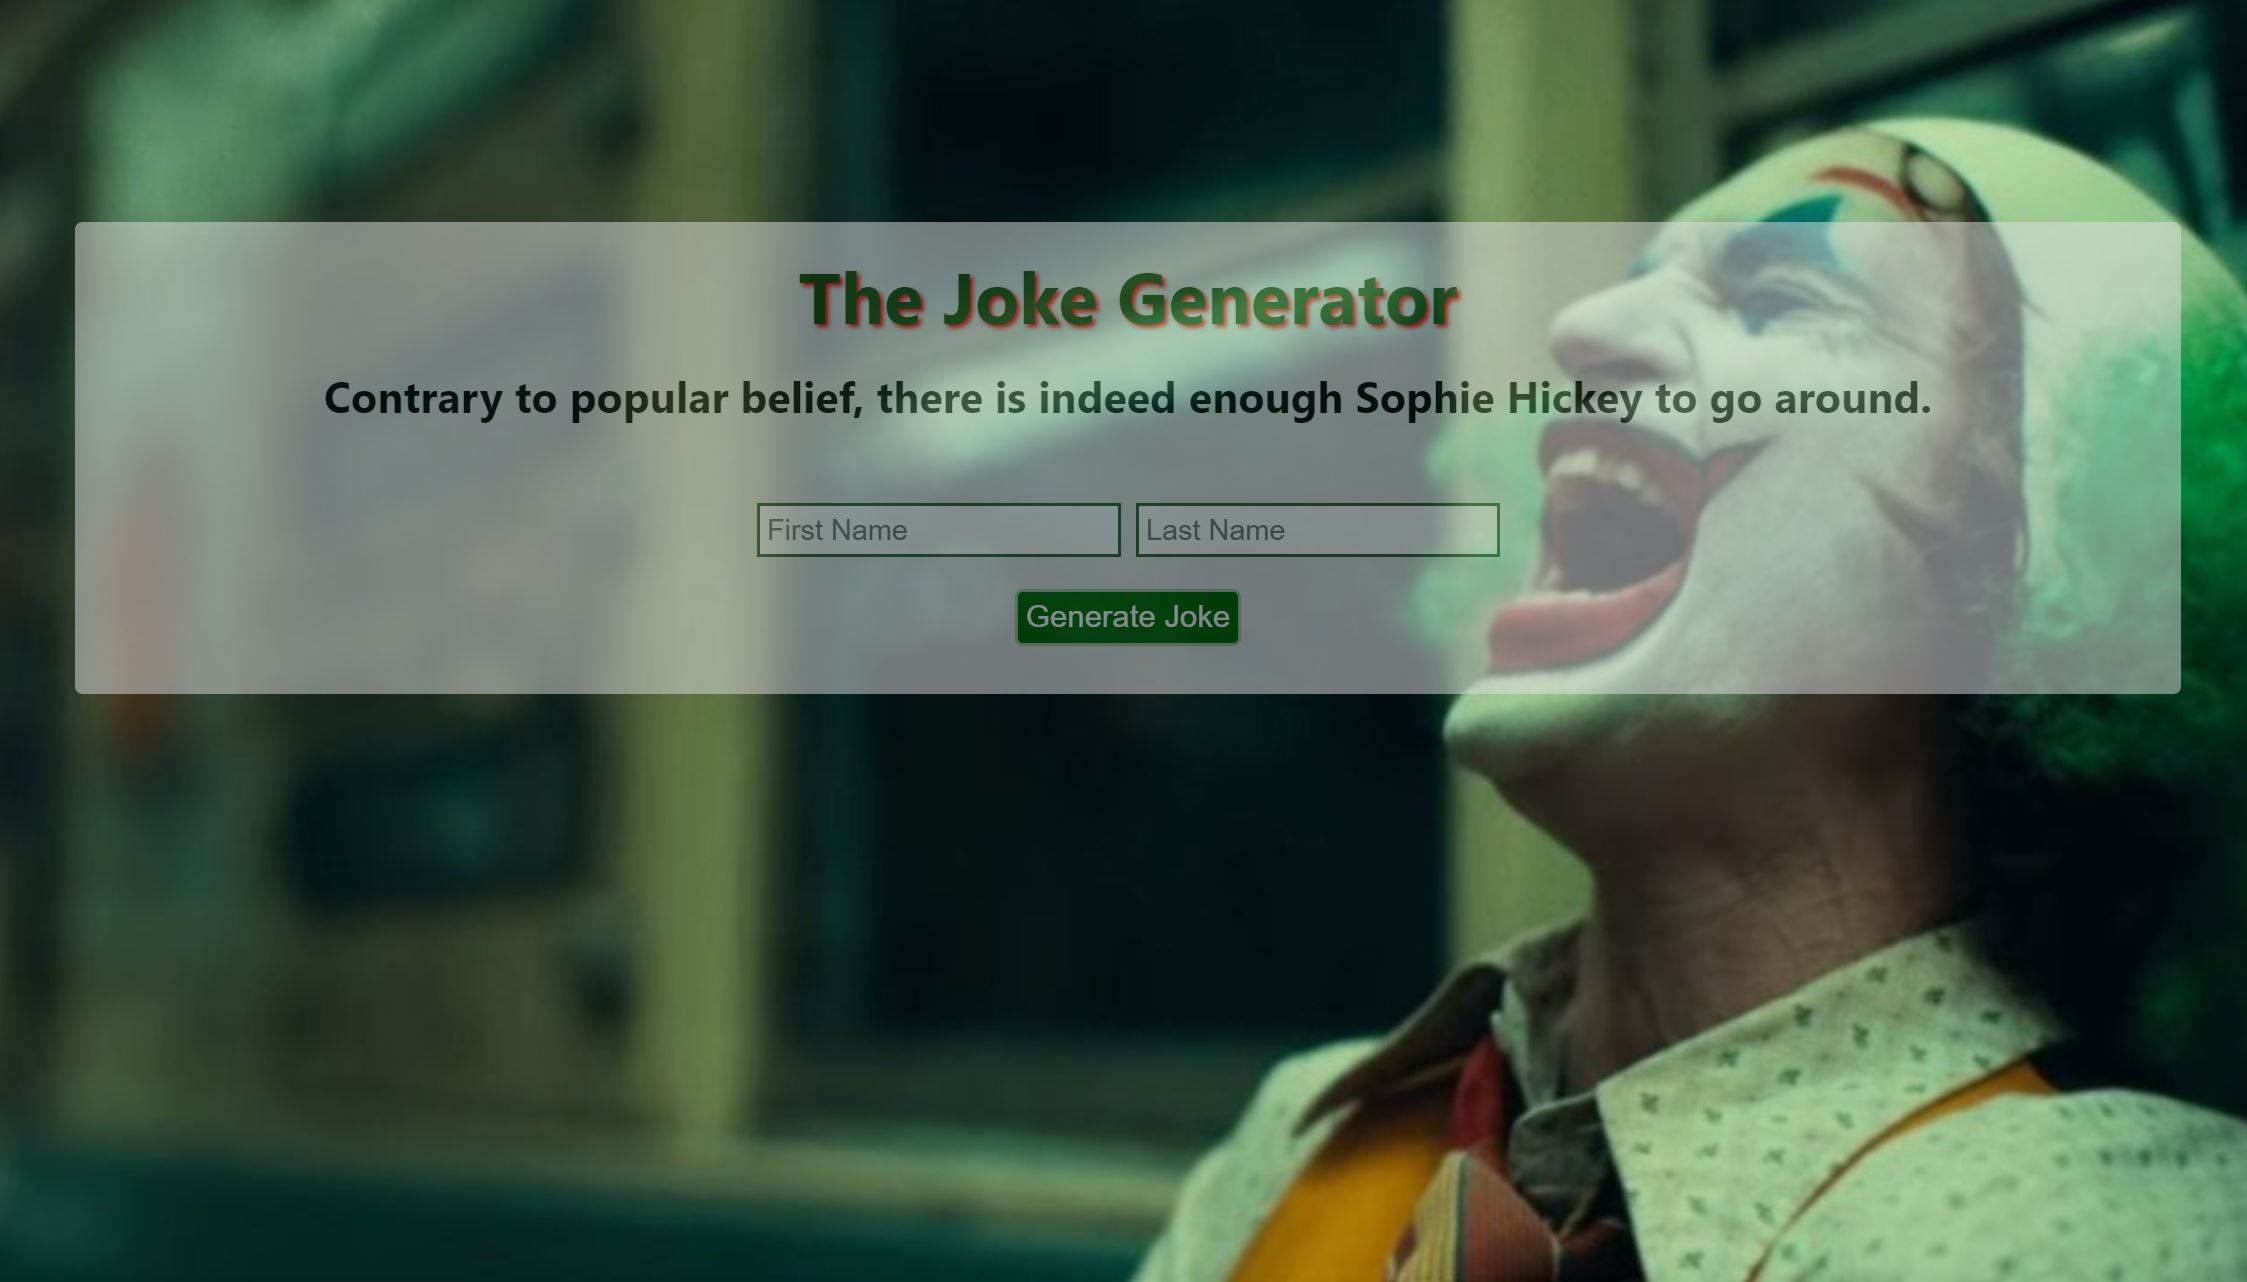 The Joke Generator
Contrary to popular belief, there is indeed enough Sophie Hickey to go around.
First Name Last Name
Generate Joke